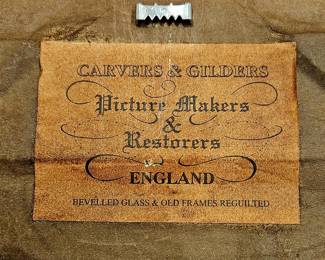 CARVERS & GILDERS
Picture Makers
&
Restorers
ENGLAND
BEVELLED GLASS & OLD FRAMES REGUILTED